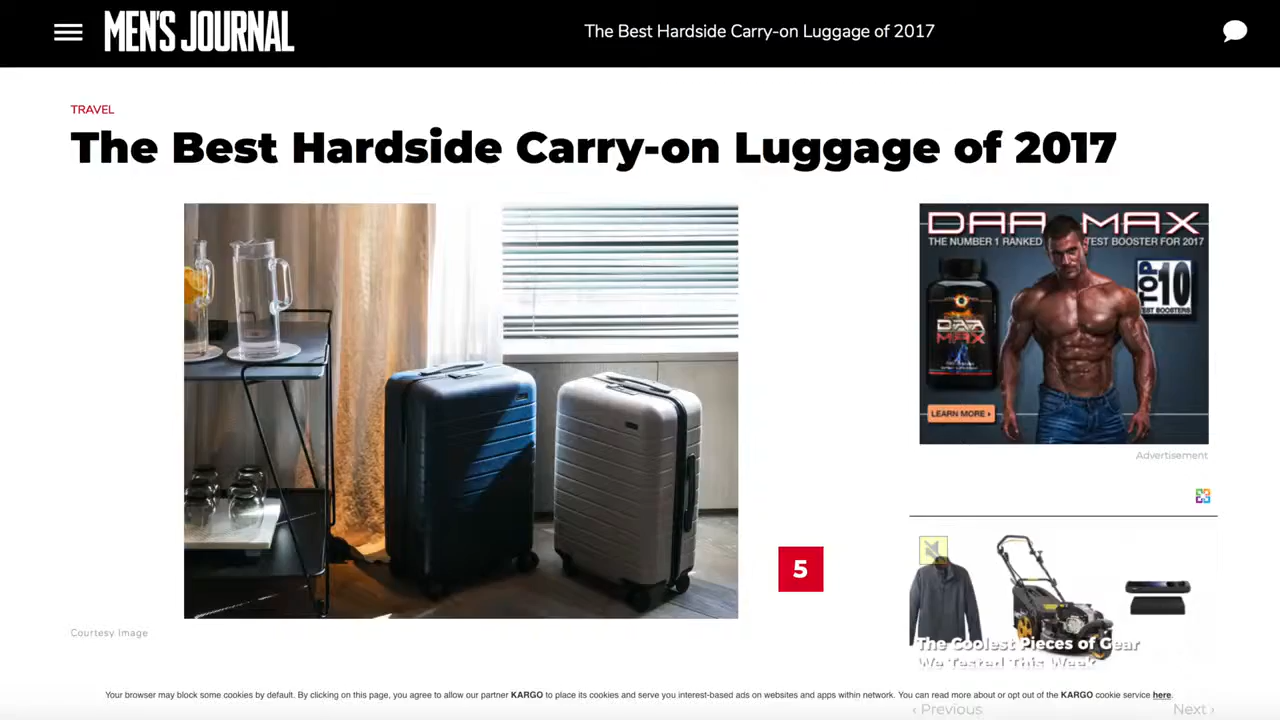 MEN'S JOURNAL
The Best Hardside Carry-on Luggage of 2017
TRAVEL
The Best Hardside Carry-on Luggage of 2017
DAA MAX
THE NUMBER 1 RANKED TEST BOOSTER FOR 2017
TOP 10
TEST BOOSTERS
DAA
MAX
LEARN MORE
Advertisement
5
Courtesy Image
The Coolest Pieces of Gear
We Tested This Week
Your browser may block some cookies by default. By clicking on this page, you agree to allow our partner KARGO to place its cookies and serve you interest-based ads on websites and apps within network. You can read more about or opt out of the KARGO cookie service here.
‹ Previous
Next ›